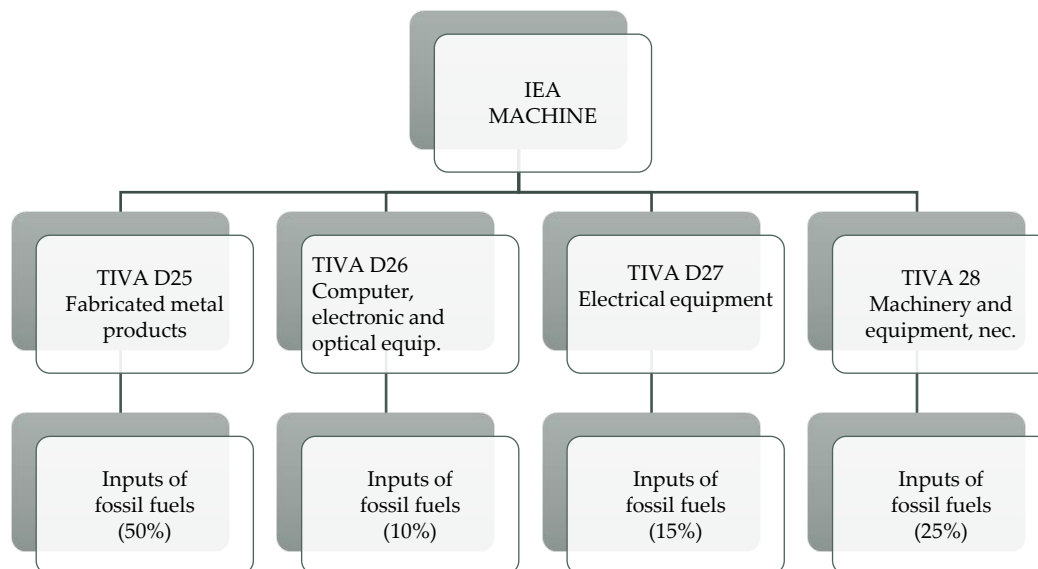 IEA
MACHINE
TIVA D25
Fabricated metal
products
TIVA D26
Computer,
electronic and
optical equip.
TIVA D27
Electrical equipment
TIVA 28
Machinery and
equipment, nec.
Inputs of
fossil fuels
(50%)
Inputs of
fossil fuels
(10%)
Inputs of
fossil fuels
(15%)
Inputs of
fossil fuels
(25%)